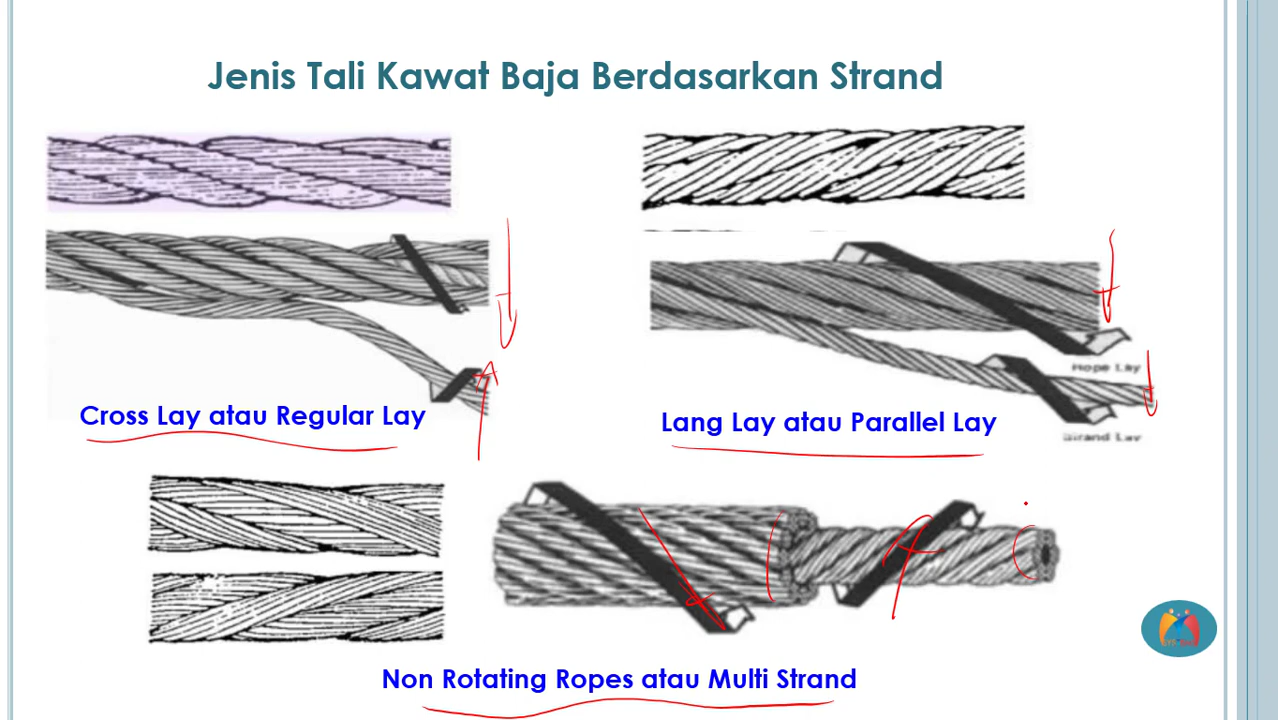 Jenis Tali Kawat Baja Berdasarkan Strand
Rope Lay
Strand Lay
Cross Lay atau Regular Lay
Lang Lay atau Parallel Lay
Non Rotating Ropes atau Multi Strand